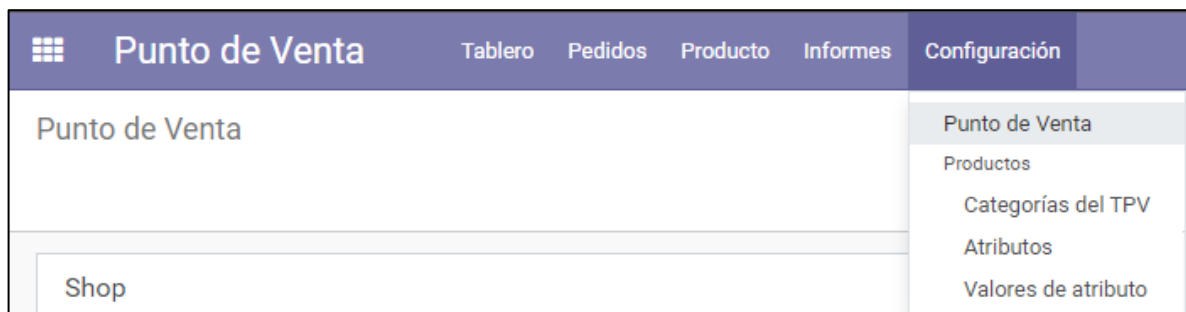 Punto de Venta Tablero Pedidos Producto Informes Configuración
Punto de Venta
Punto de Venta
Productos
Categorías del TPV
Atributos
Shop
Valores de atributo